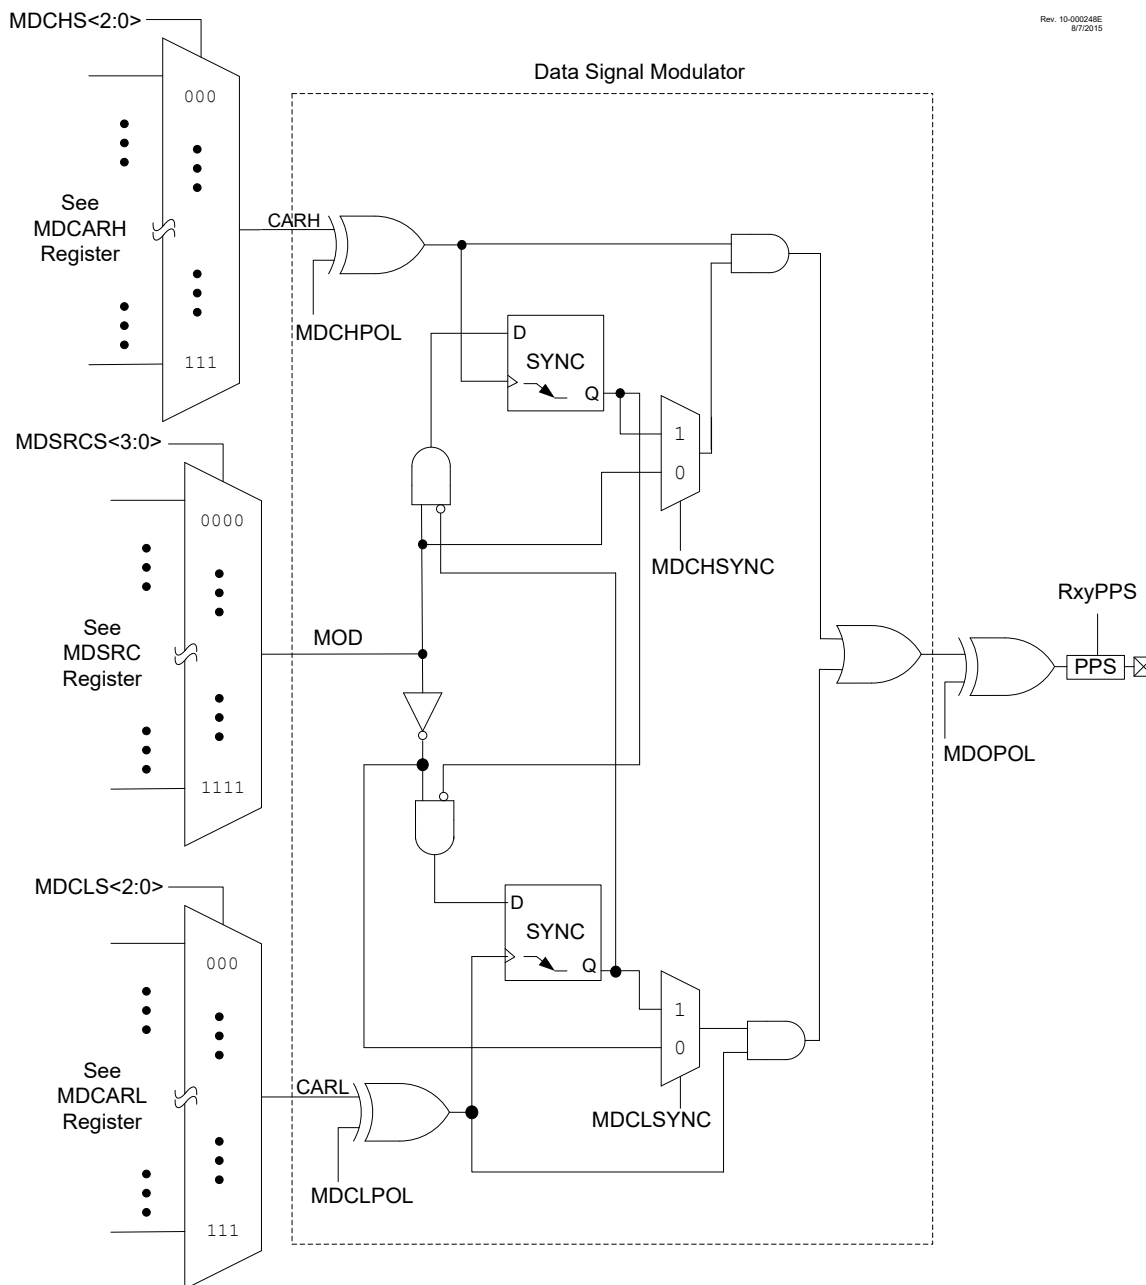 MDCHS<2:0>
Rev. 10-000248E
8/7/2015
Data Signal Modulator
000
See
MDCARH
Register
CARH
MDCHPOL
111
D
SYNC
Q
1
0
MDCHSYNC
MDSRCS<3:0>
0000
See
MDSRC
Register
MOD
1111
RxyPPS
PPS
MDOPOL
MDCLS<2:0>
000
D
SYNC
Q
1
0
See
MDCARL
Register
CARL
MDCLSYNC
MDCLPOL
111